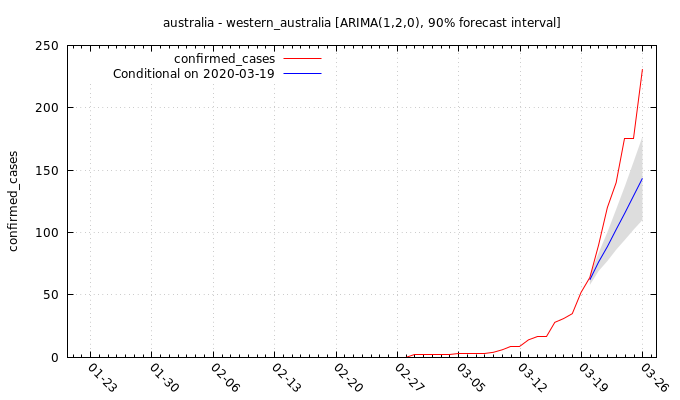 australia - western_australia [ARIMA(1,2,0), 90% forecast interval]
250
confirmed_cases
Conditional on 2020-03-19
200
150
confirmed_cases
100
50
0
01-23 01-30 02-06 02-13 02-20 02-27 03-05 03-12 03-19 03-26